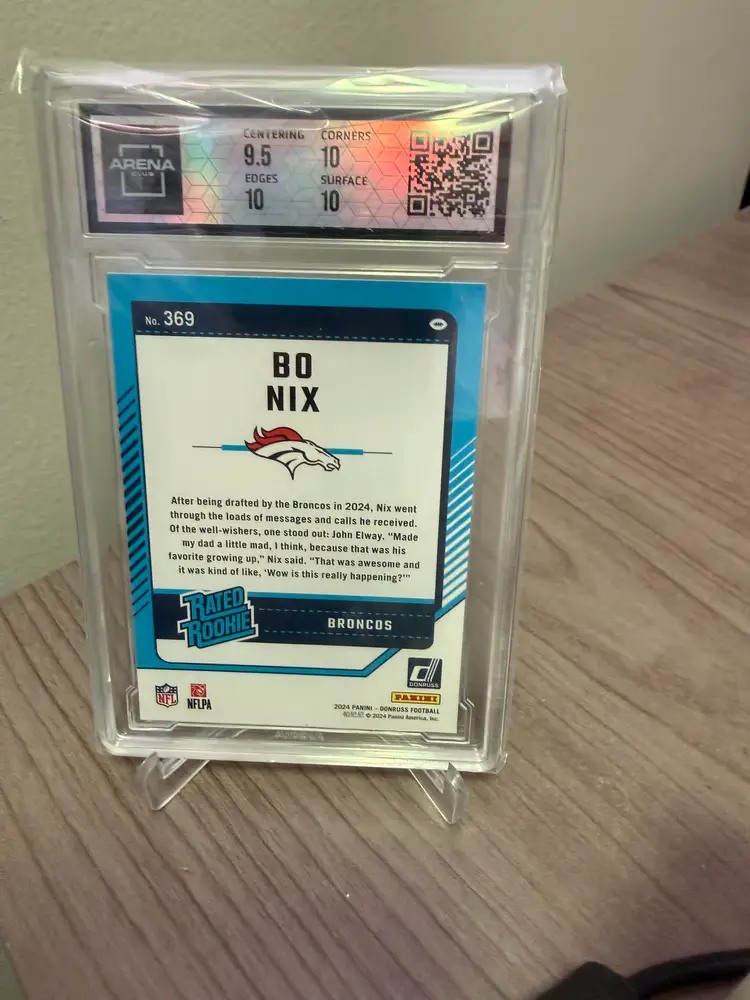 ARENA
CLUB
CENTERING CORNERS
9.5 10
EDGES SURFACE
10 10
No. 369
BO
NIX
After being drafted by the Broncos in 2024, Nix went
through the loads of messages and calls he received.
Of the well-wishers, one stood out: John Elway. “Made
my dad a little mad, I think, because that was his
favorite growing up,” Nix said. “That was awesome and
it was kind of like, ‘Wow is this really happening?’”
RATED
ROOKIE
BRONCOS
DONRUSS
PANINI
NFL
NFLPA
2024 PANINI – DONRUSS FOOTBALL
© 2024 Panini America, Inc.